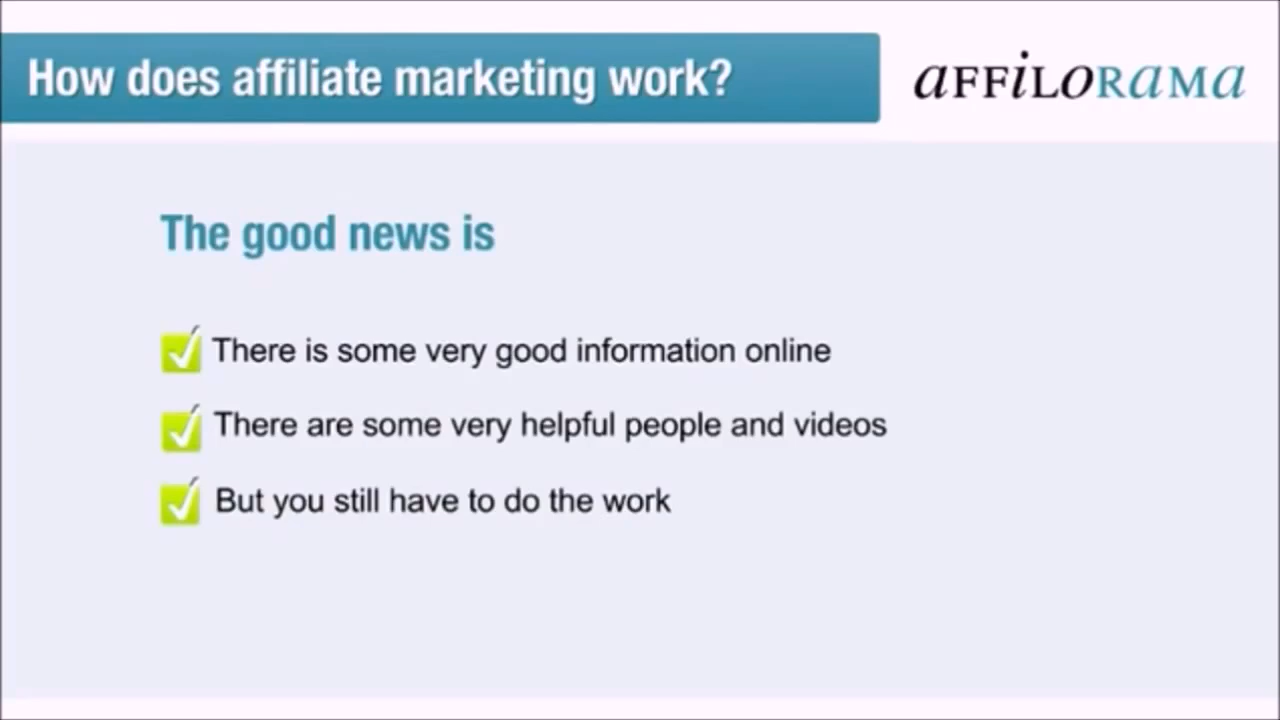 How does affiliate marketing work?
AFFiLORAMa
The good news is
There is some very good information online
There are some very helpful people and videos
But you still have to do the work